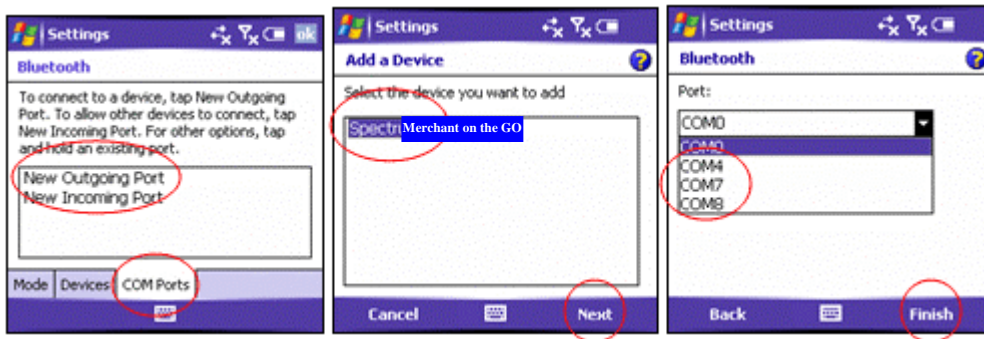 Settings
ok
Bluetooth
To connect to a device, tap New Outgoing
Port. To allow other devices to connect, tap
New Incoming Port. For other options, tap
and hold an existing port.
New Outgoing Port
New Incoming Port
Mode Devices COM Ports
Settings
Add a Device
?
Select the device you want to add
Merchant on the GO
Cancel Next
Settings
Bluetooth
?
Port:
COM0
COM0
COM4
COM7
COM8
Back Finish